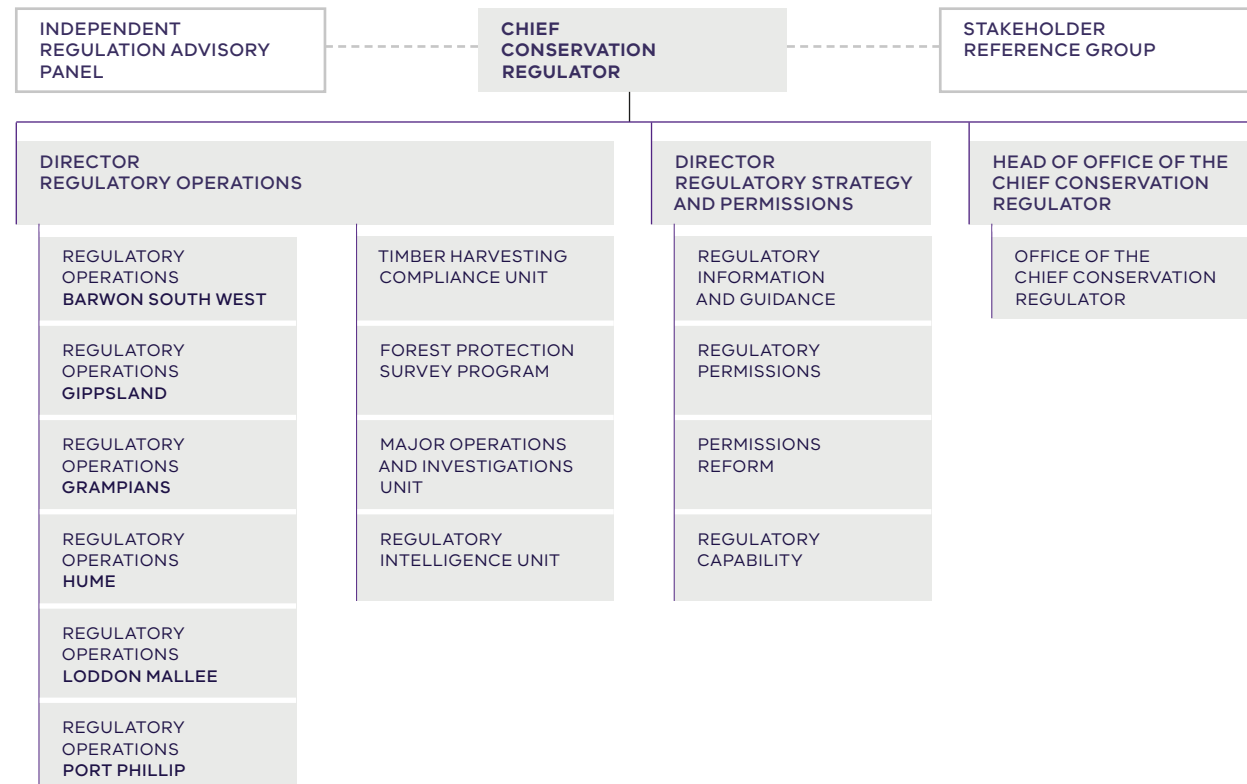 INDEPENDENT
REGULATION ADVISORY
PANEL
CHIEF
CONSERVATION
REGULATOR
STAKEHOLDER
REFERENCE GROUP
DIRECTOR
REGULATORY OPERATIONS
REGULATORY
OPERATIONS
BARWON SOUTH WEST
REGULATORY
OPERATIONS
GIPPSLAND
REGULATORY
OPERATIONS
GRAMPIANS
REGULATORY
OPERATIONS
HUME
REGULATORY
OPERATIONS
LODDON MALLEE
REGULATORY
OPERATIONS
PORT PHILLIP
TIMBER HARVESTING
COMPLIANCE UNIT
FOREST PROTECTION
SURVEY PROGRAM
MAJOR OPERATIONS
AND INVESTIGATIONS
UNIT
REGULATORY
INTELLIGENCE UNIT
DIRECTOR
REGULATORY STRATEGY
AND PERMISSIONS
REGULATORY
INFORMATION
AND GUIDANCE
REGULATORY
PERMISSIONS
PERMISSIONS
REFORM
REGULATORY
CAPABILITY
HEAD OF OFFICE OF THE
CHIEF CONSERVATION
REGULATOR
OFFICE OF THE
CHIEF CONSERVATION
REGULATOR